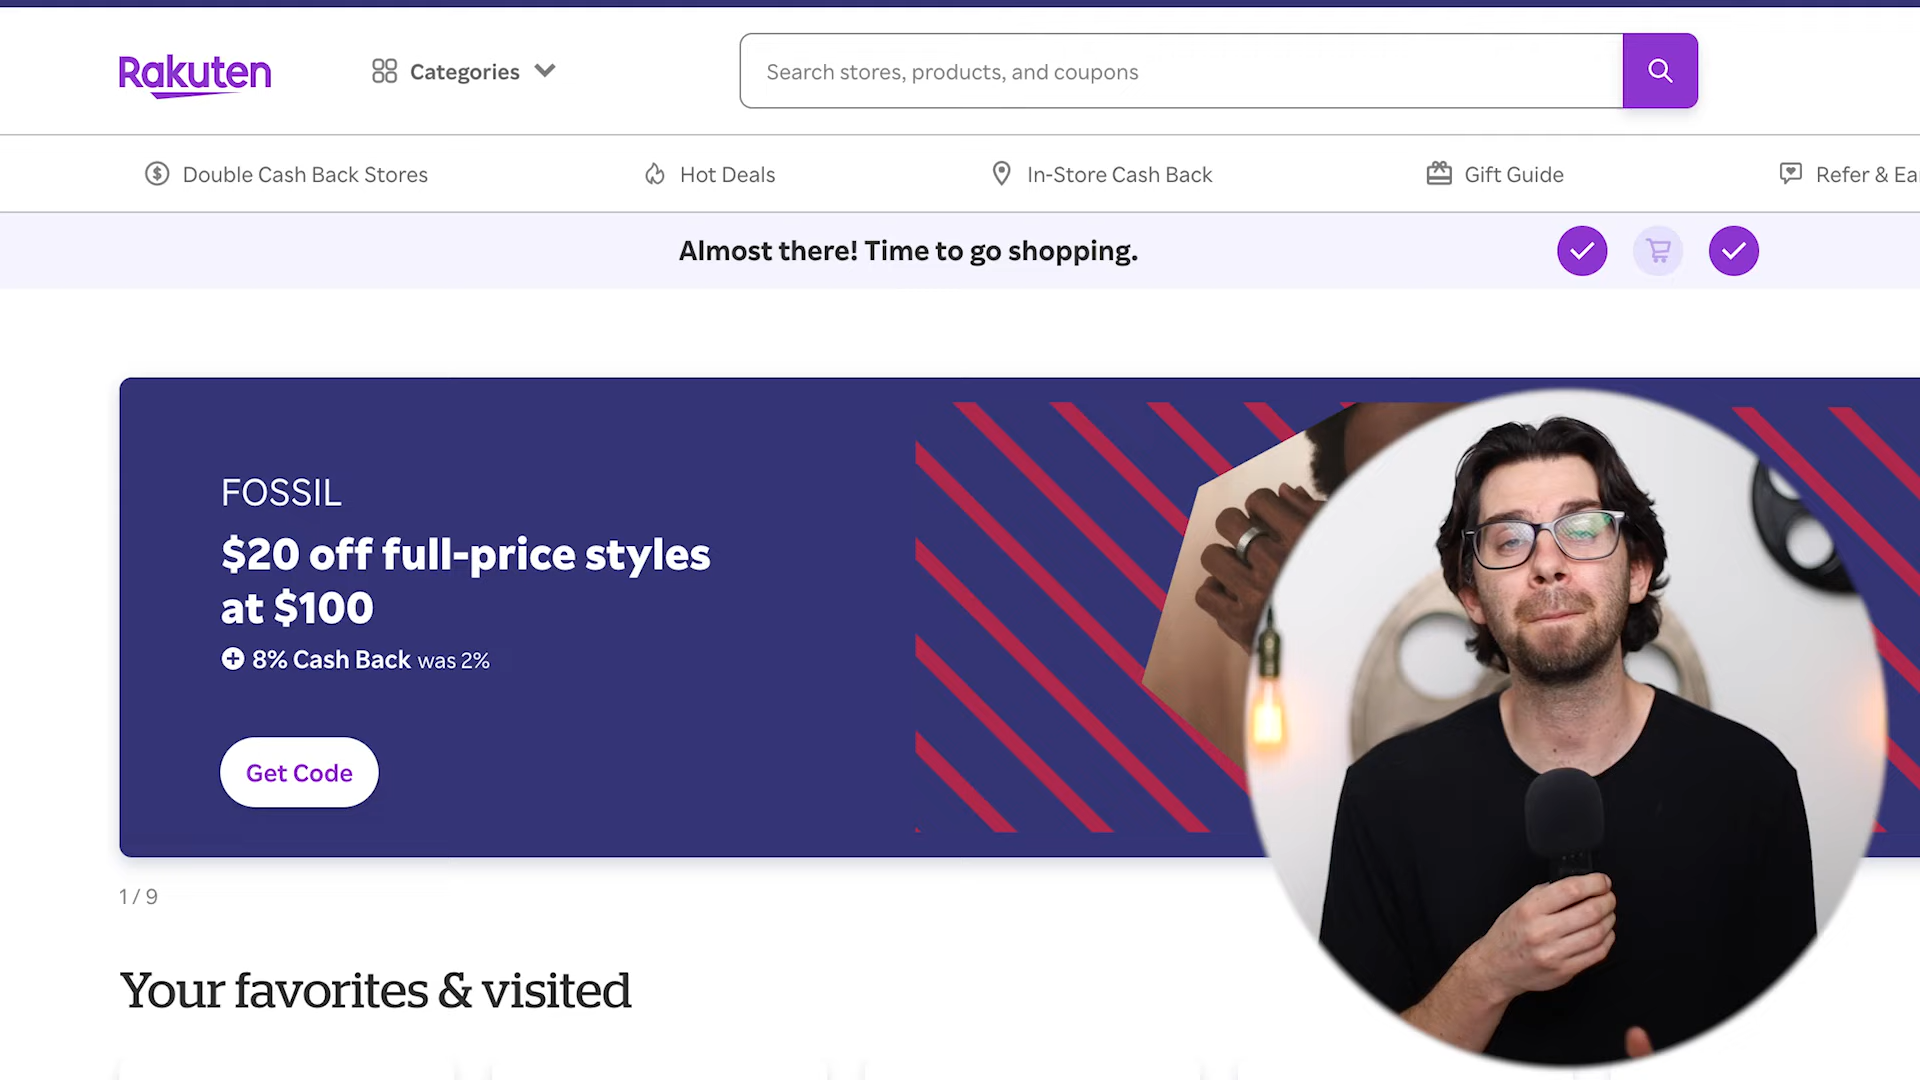 Rakuten
Categories
Search stores, products, and coupons
Double Cash Back Stores
Hot Deals
In-Store Cash Back
Gift Guide
Refer & Ea
Almost there! Time to go shopping.
FOSSIL
$20 off full-price styles
at $100
8% Cash Back was 2%
Get Code
1 / 9
Your favorites & visited